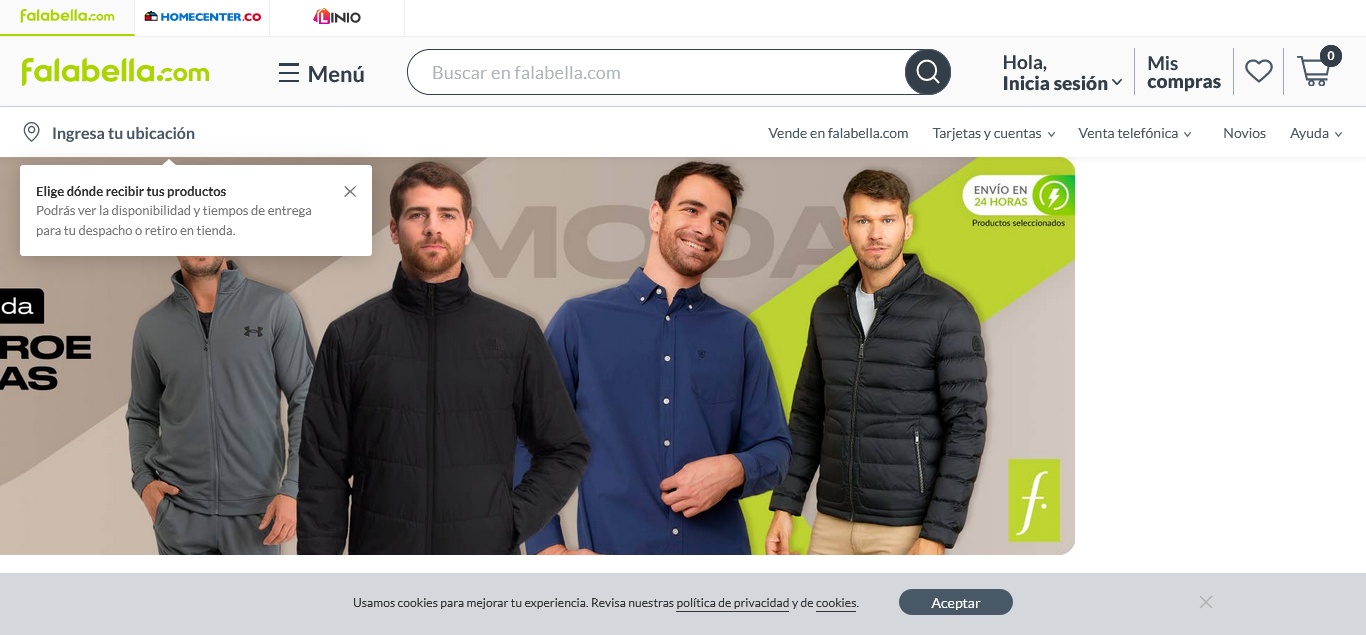 falabella.com
HOMECENTER.CO
LINIO
falabella.com
Menú
Buscar en falabella.com
Hola,
Inicia sesión
Mis
compras
0
Ingresa tu ubicación
Vende en falabella.com
Tarjetas y cuentas
Venta telefónica
Novios
Ayuda
Elige dónde recibir tus productos
Podrás ver la disponibilidad y tiempos de entrega
para tu despacho o retiro en tienda.
MODA
ENVÍO EN
24 HORAS
Productos seleccionados
da
ROE
AS
f.
Usamos cookies para mejorar tu experiencia. Revisa nuestras política de privacidad y de cookies.
Aceptar